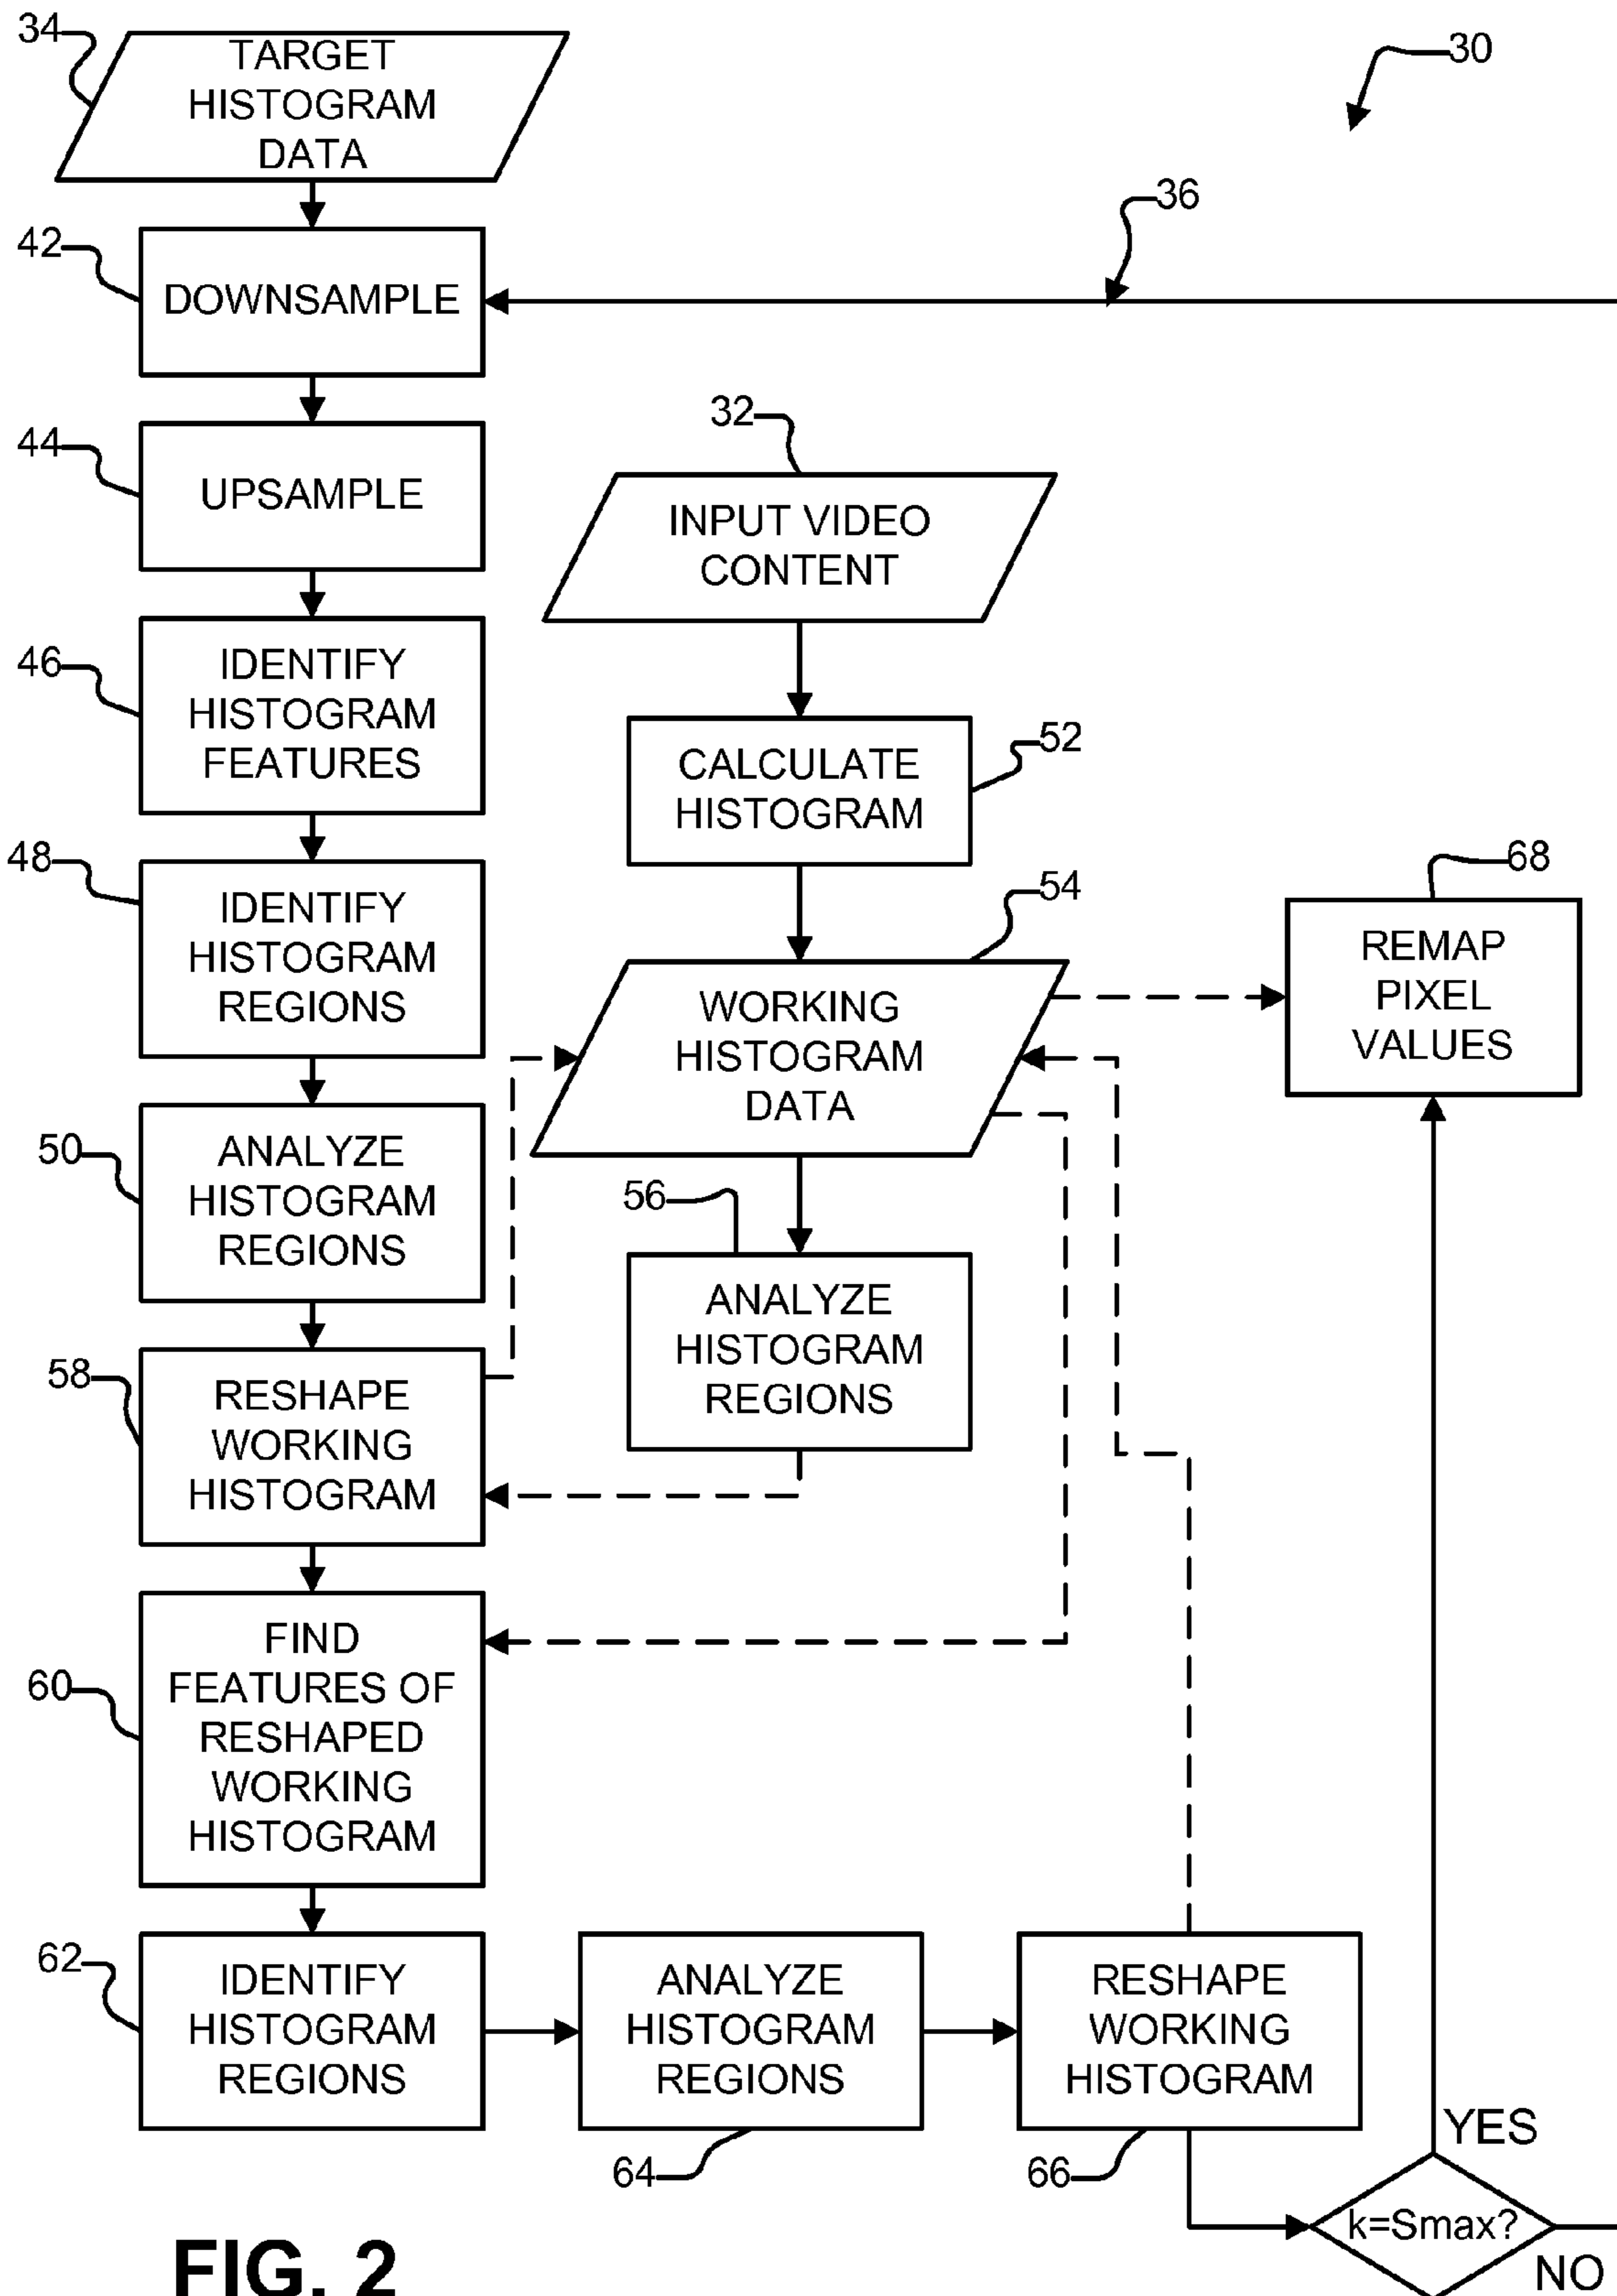 34
TARGET
HISTOGRAM
DATA
30
36
42
DOWNSAMPLE
44
UPSAMPLE
32
INPUT VIDEO
CONTENT
46
IDENTIFY
HISTOGRAM
FEATURES
52
CALCULATE
HISTOGRAM
48
IDENTIFY
HISTOGRAM
REGIONS
54
WORKING
HISTOGRAM
DATA
68
REMAP
PIXEL
VALUES
50
ANALYZE
HISTOGRAM
REGIONS
56
ANALYZE
HISTOGRAM
REGIONS
58
RESHAPE
WORKING
HISTOGRAM
60
FIND
FEATURES OF
RESHAPED
WORKING
HISTOGRAM
62
IDENTIFY
HISTOGRAM
REGIONS
ANALYZE
HISTOGRAM
REGIONS
64
RESHAPE
WORKING
HISTOGRAM
66
YES
k=Smax?
NO
FIG. 2